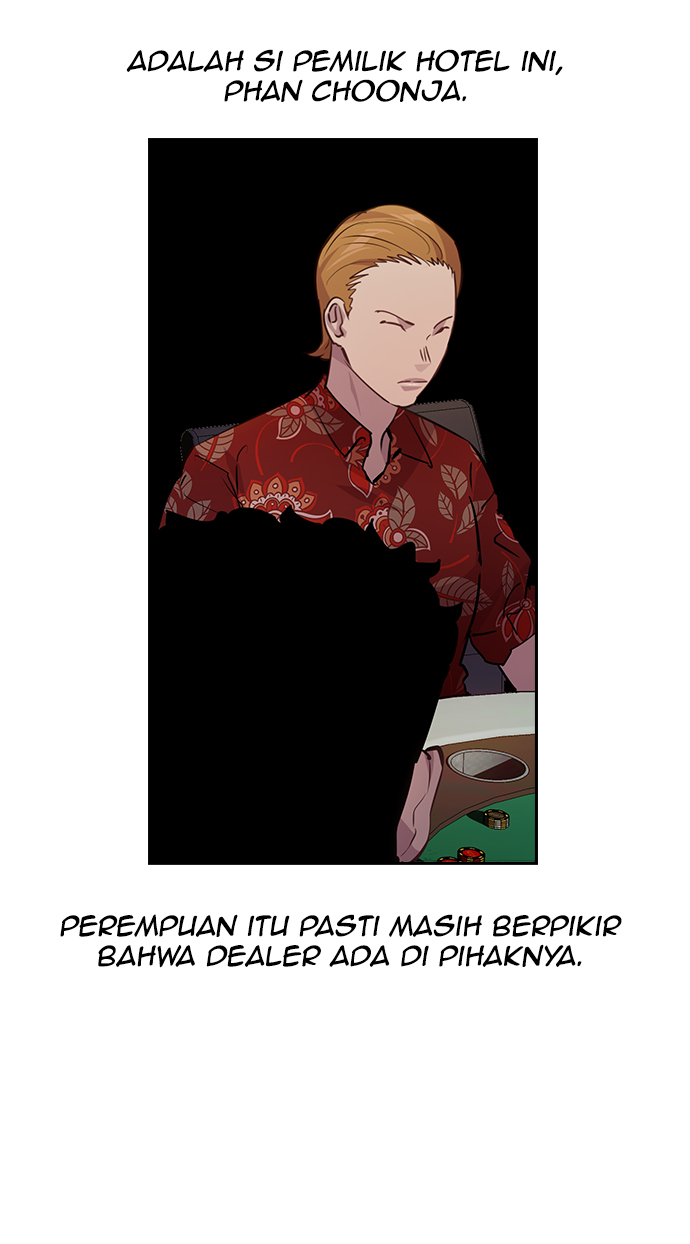 ADALAH SI PEMILIK HOTEL INI,
PHAN CHOONJA.
PEREMPUAN ITU PASTI MASIH BERPIKIR
BAHWA DEALER ADA DI PIHAKNYA.